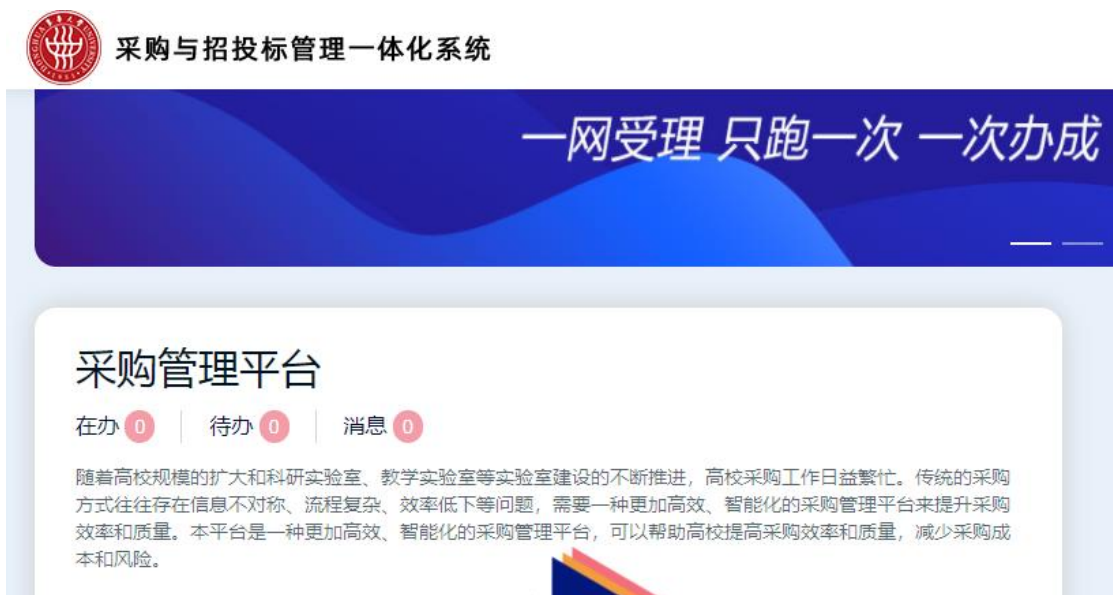 東華大學
DONGHUA UNIVERSITY
1951
采购与招投标管理一体化系统
一网受理 只跑一次 一次办成
采购管理平台
在办 0 待办 0 消息 0
随着高校规模的扩大和科研实验室、教学实验室等实验室建设的不断推进，高校采购工作日益繁忙。传统的采购
方式往往存在信息不对称、流程复杂、效率低下等问题，需要一种更加高效、智能化的采购管理平台来提升采购
效率和质量。本平台是一种更加高效、智能化的采购管理平台，可以帮助高校提高采购效率和质量，减少采购成
本和风险。